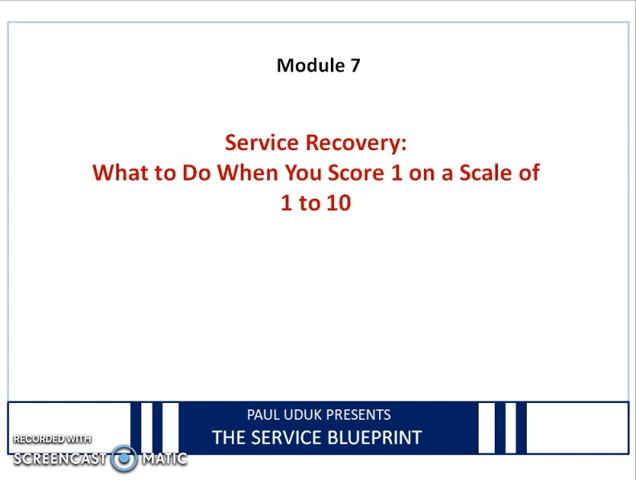 Module 7
Service Recovery:
What to Do When You Score 1 on a Scale of
1 to 10
PAUL UDUK PRESENTS
THE SERVICE BLUEPRINT
RECORDED WITH
SCREENCAST MATIC